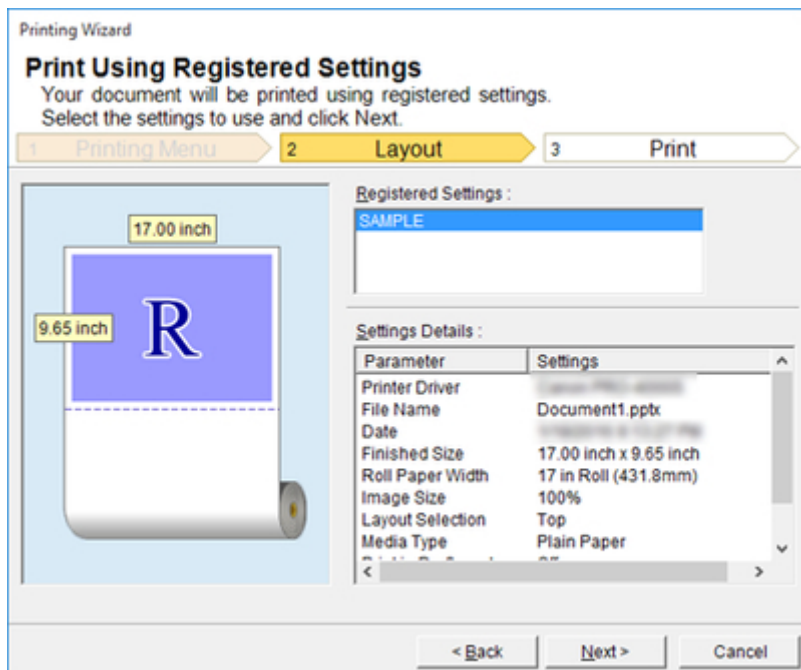 Printing Wizard
Print Using Registered Settings
Your document will be printed using registered settings.
Select the settings to use and click Next.
1 Printing Menu 2 Layout 3 Print
17.00 inch
9.65 inch
R
Registered Settings :
SAMPLE
Settings Details :
Parameter Settings
Printer Driver
File Name Document1.pptx
Date
Finished Size 17.00 inch x 9.65 inch
Roll Paper Width 17 in Roll (431.8mm)
Image Size 100%
Layout Selection Top
Media Type Plain Paper
< Back Next > Cancel